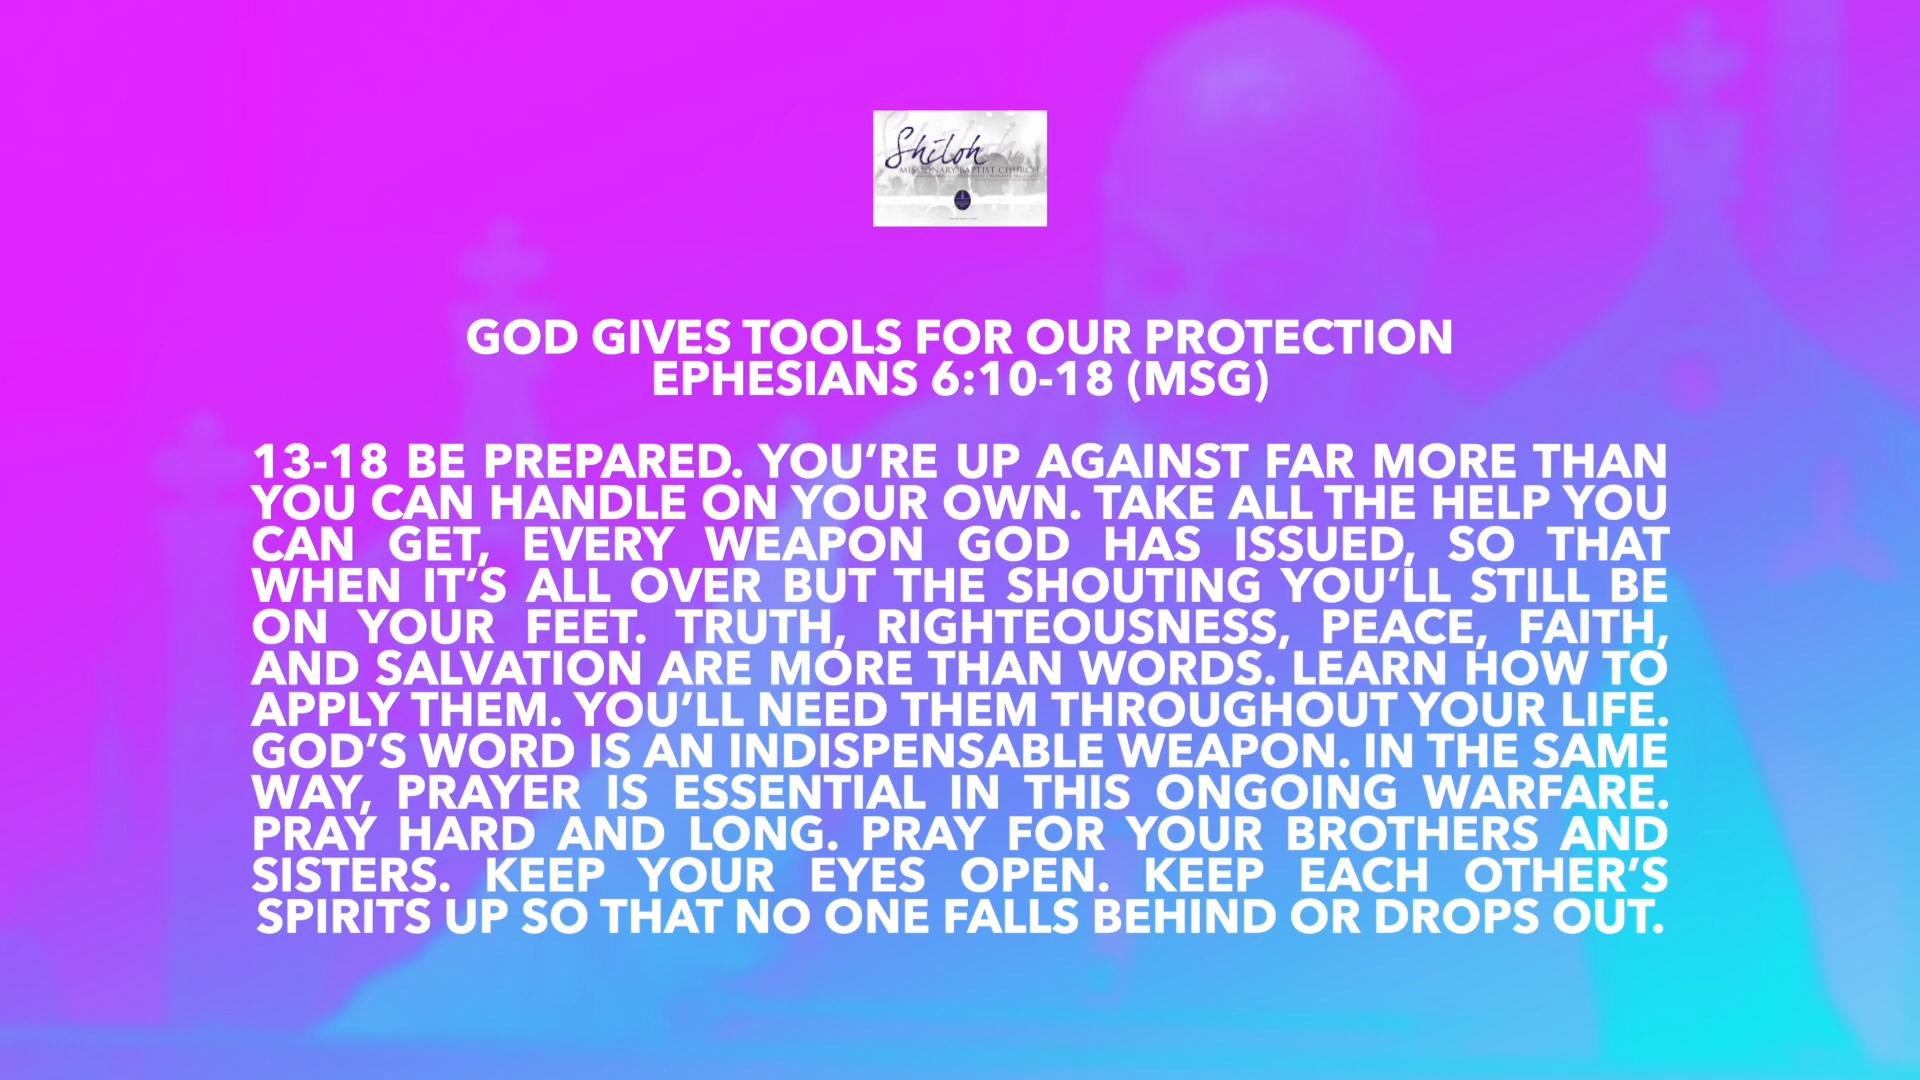 Shiloh
MISSIONARY BAPTIST CHURCH
GOD GIVES TOOLS FOR OUR PROTECTION
EPHESIANS 6:10-18 (MSG)
13-18 BE PREPARED. YOU’RE UP AGAINST FAR MORE THAN
YOU CAN HANDLE ON YOUR OWN. TAKE ALL THE HELP YOU
CAN GET, EVERY WEAPON GOD HAS ISSUED, SO THAT
WHEN IT’S ALL OVER BUT THE SHOUTING YOU’LL STILL BE
ON YOUR FEET. TRUTH, RIGHTEOUSNESS, PEACE, FAITH,
AND SALVATION ARE MORE THAN WORDS. LEARN HOW TO
APPLY THEM. YOU’LL NEED THEM THROUGHOUT YOUR LIFE.
GOD’S WORD IS AN INDISPENSABLE WEAPON. IN THE SAME
WAY, PRAYER IS ESSENTIAL IN THIS ONGOING WARFARE.
PRAY HARD AND LONG. PRAY FOR YOUR BROTHERS AND
SISTERS. KEEP YOUR EYES OPEN. KEEP EACH OTHER’S
SPIRITS UP SO THAT NO ONE FALLS BEHIND OR DROPS OUT.